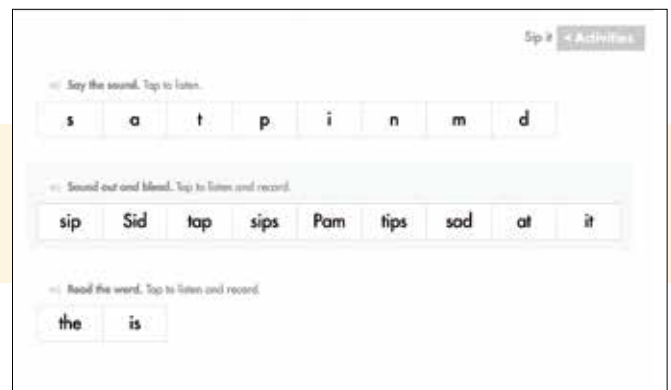 Sip it < Activities
Say the sound. Tap to listen.
s a t p i n m d
Sound out and blend. Tap to listen and record.
sip Sid tap sips Pam tips sad at it
Read the word. Tap to listen and record.
the is